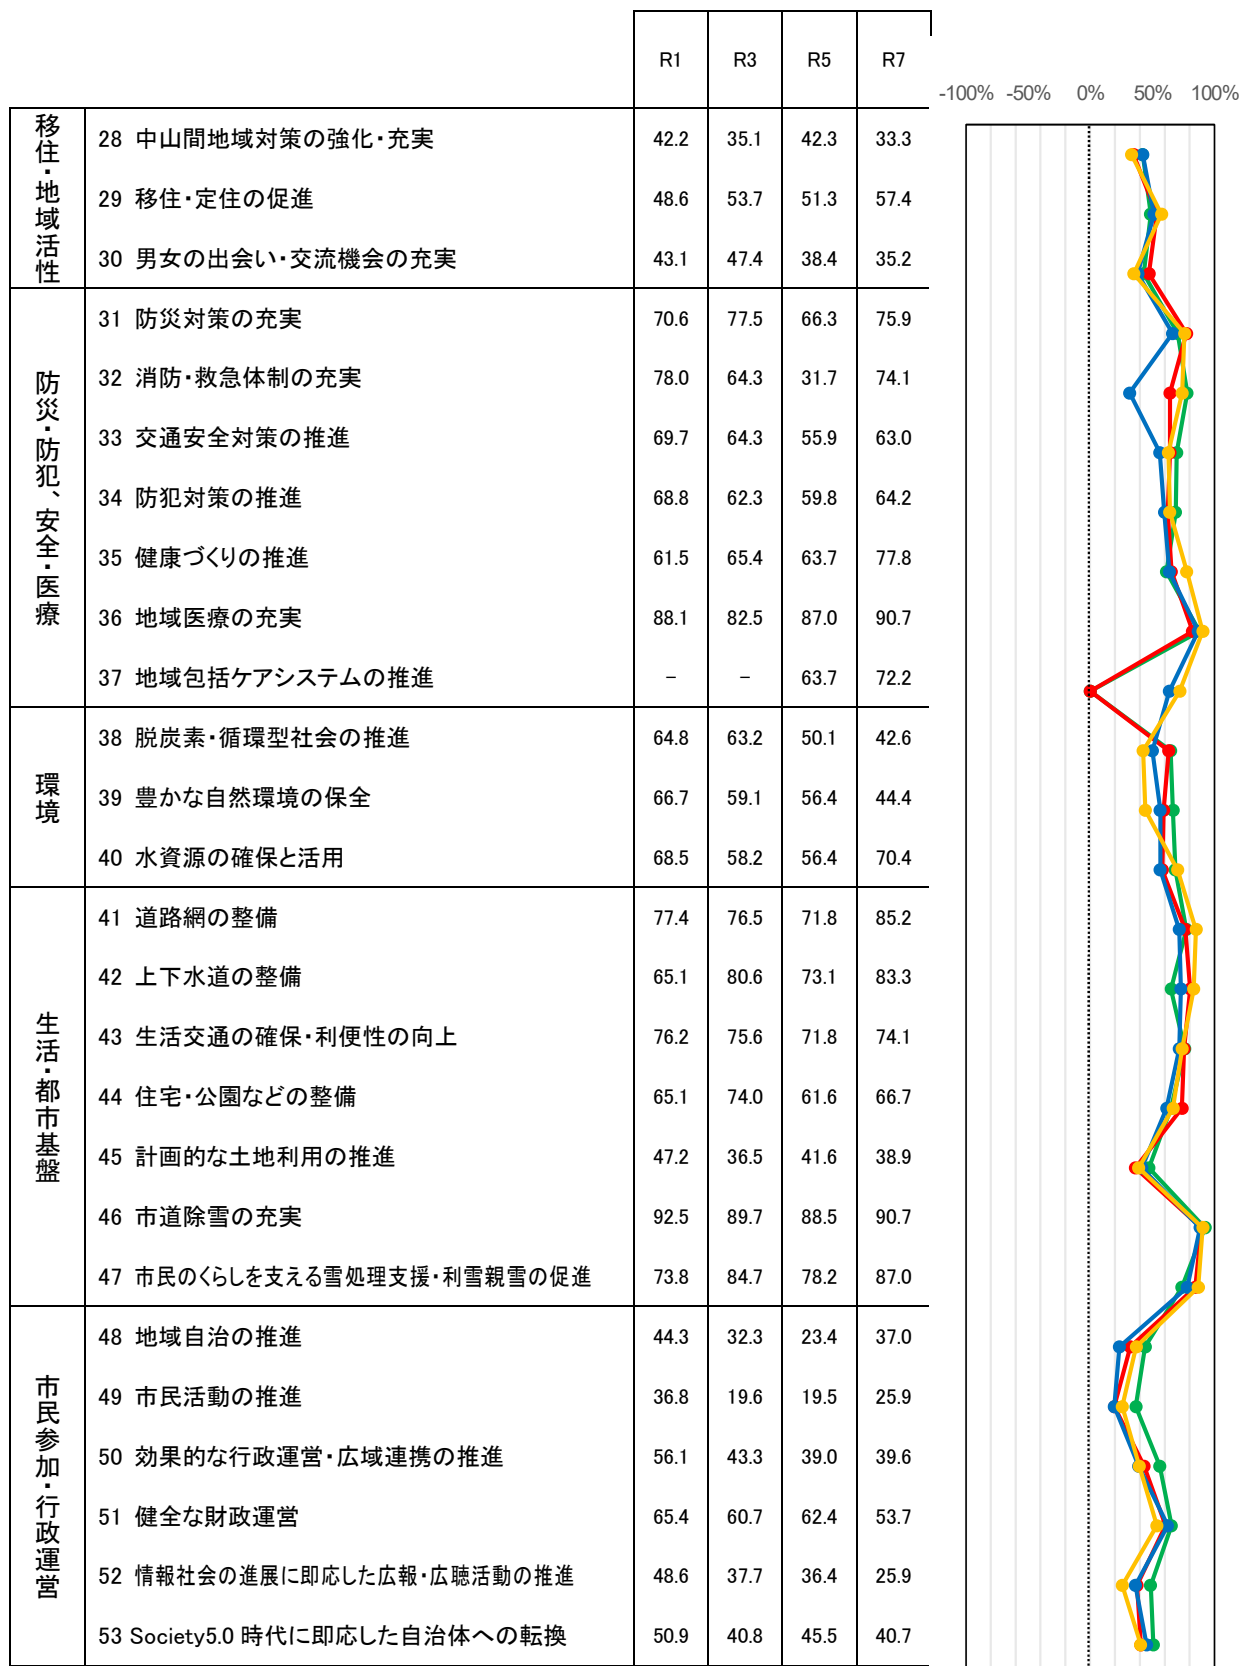 R1 R3 R5 R7
-100% -50% 0% 50% 100%
移住・地域活性
28 中山間地域対策の強化・充実 42.2 35.1 42.3 33.3
29 移住・定住の促進 48.6 53.7 51.3 57.4
30 男女の出会い・交流機会の充実 43.1 47.4 38.4 35.2
防災・防犯、安全・医療
31 防災対策の充実 70.6 77.5 66.3 75.9
32 消防・救急体制の充実 78.0 64.3 31.7 74.1
33 交通安全対策の推進 69.7 64.3 55.9 63.0
34 防犯対策の推進 68.8 62.3 59.8 64.2
35 健康づくりの推進 61.5 65.4 63.7 77.8
36 地域医療の充実 88.1 82.5 87.0 90.7
37 地域包括ケアシステムの推進 − − 63.7 72.2
環境
38 脱炭素・循環型社会の推進 64.8 63.2 50.1 42.6
39 豊かな自然環境の保全 66.7 59.1 56.4 44.4
40 水資源の確保と活用 68.5 58.2 56.4 70.4
生活・都市基盤
41 道路網の整備 77.4 76.5 71.8 85.2
42 上下水道の整備 65.1 80.6 73.1 83.3
43 生活交通の確保・利便性の向上 76.2 75.6 71.8 74.1
44 住宅・公園などの整備 65.1 74.0 61.6 66.7
45 計画的な土地利用の推進 47.2 36.5 41.6 38.9
46 市道除雪の充実 92.5 89.7 88.5 90.7
47 市民のくらしを支える雪処理支援・利雪親雪の促進 73.8 84.7 78.2 87.0
市民参加・行政運営
48 地域自治の推進 44.3 32.3 23.4 37.0
49 市民活動の推進 36.8 19.6 19.5 25.9
50 効果的な行政運営・広域連携の推進 56.1 43.3 39.0 39.6
51 健全な財政運営 65.4 60.7 62.4 53.7
52 情報社会の進展に即応した広報・広聴活動の推進 48.6 37.7 36.4 25.9
53 Society5.0 時代に即応した自治体への転換 50.9 40.8 45.5 40.7